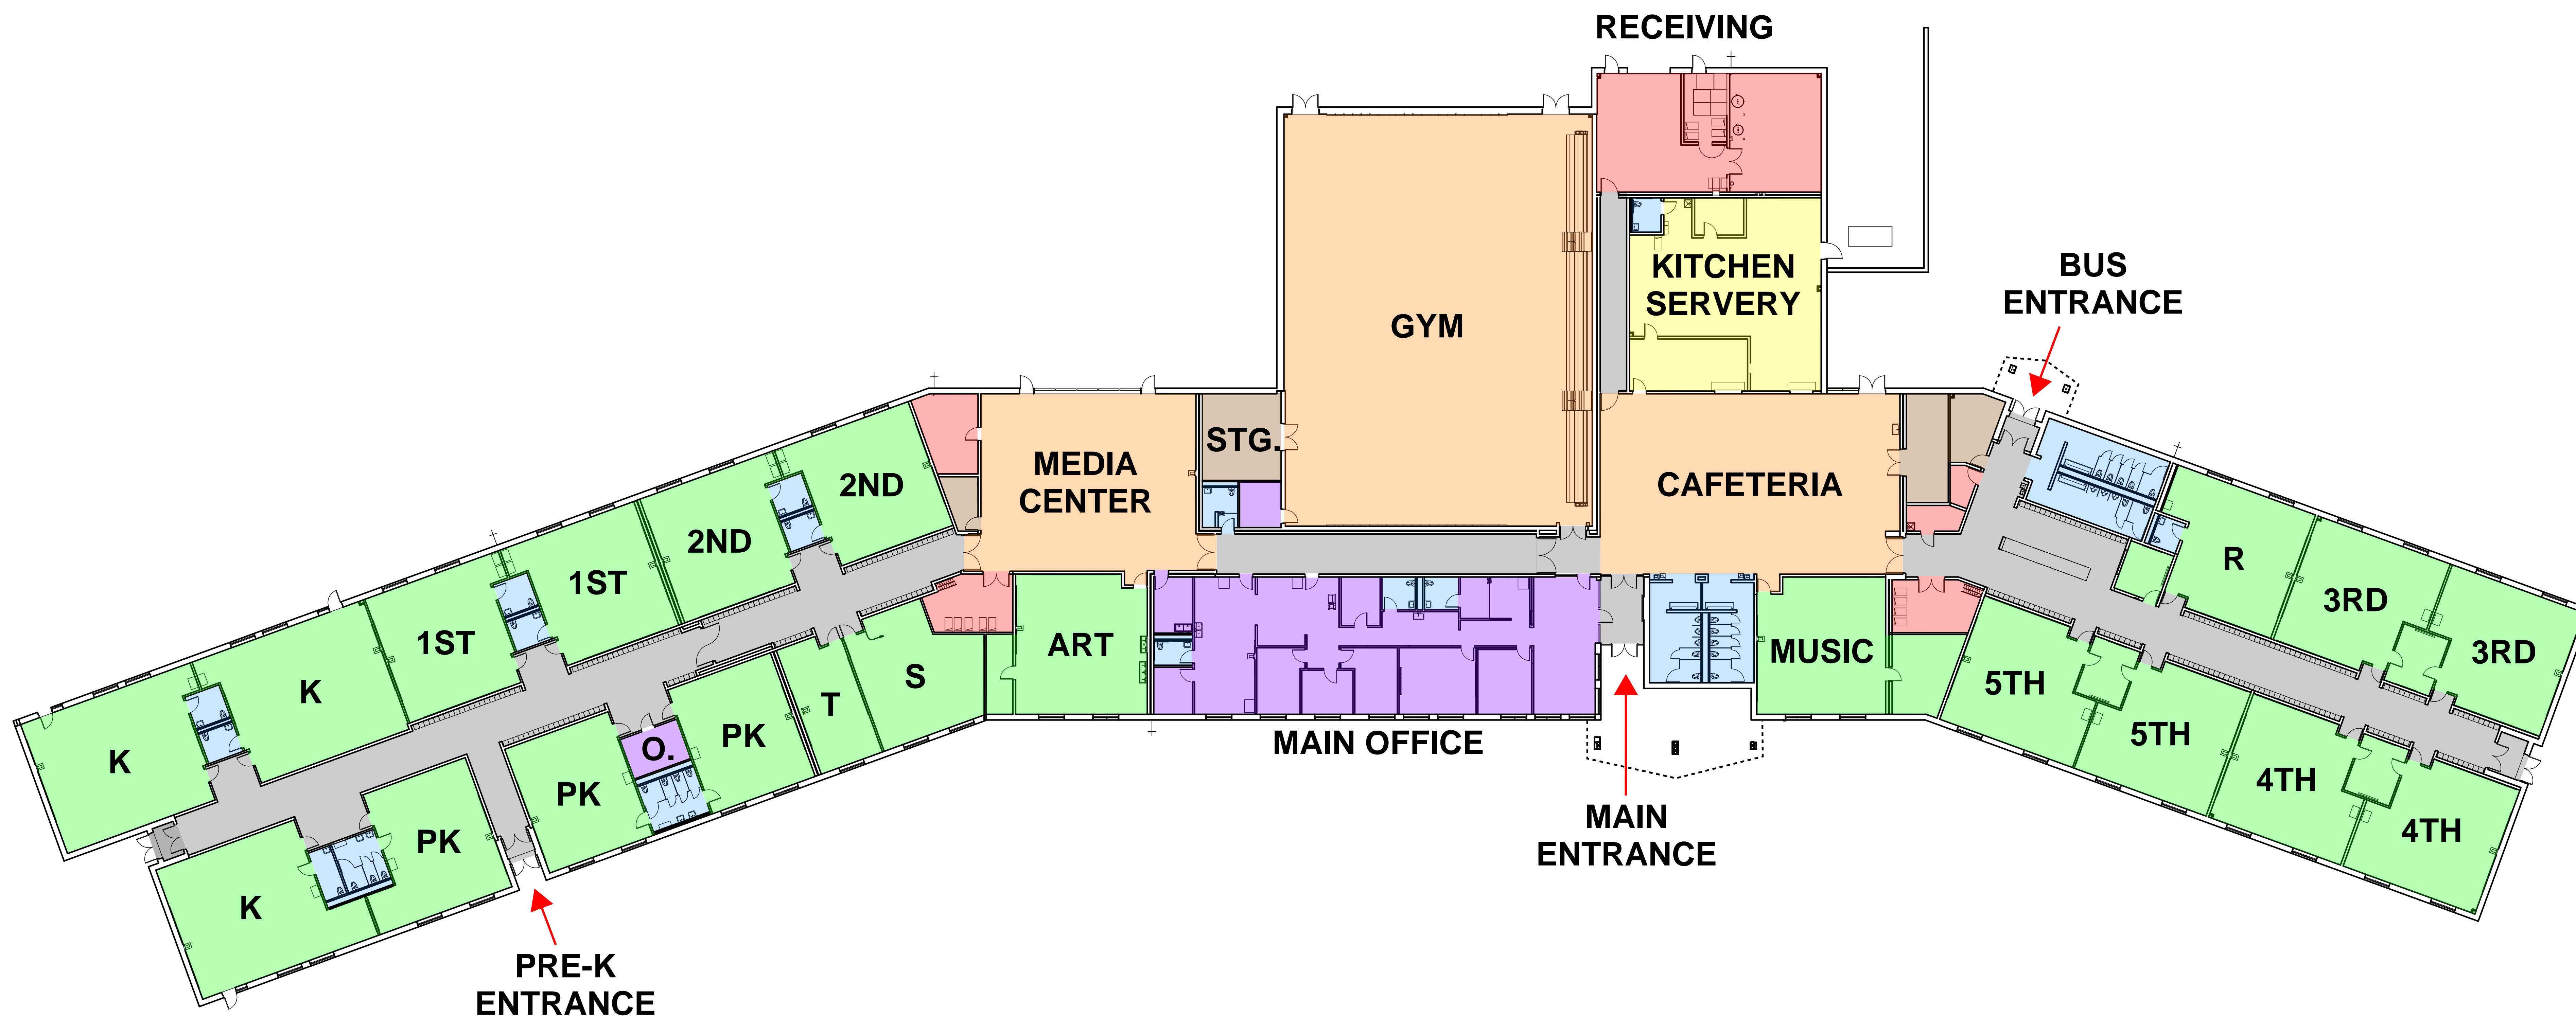 RECEIVING
KITCHEN
SERVERY
BUS
ENTRANCE
GYM
STG.
MEDIA
CENTER
CAFETERIA
2ND
2ND
1ST
1ST
K
K
K
PK
PK
O.
PK
T
S
ART
MAIN OFFICE
MUSIC
R
3RD
3RD
5TH
5TH
4TH
4TH
MAIN
ENTRANCE
PRE-K
ENTRANCE